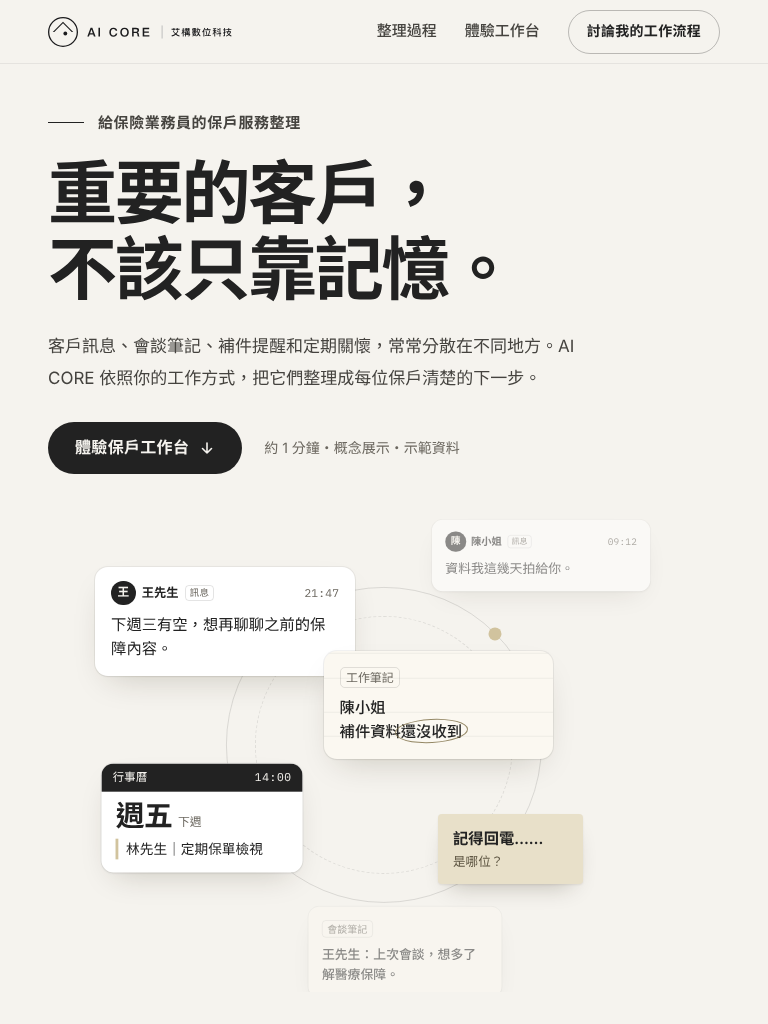 AI CORE | 艾構數位科技
整理過程
體驗工作台
討論我的工作流程
給保險業務員的保戶服務整理
重要的客戶，
不該只靠記憶。
客戶訊息、會談筆記、補件提醒和定期關懷，常常分散在不同地方。AI
CORE 依照你的工作方式，把它們整理成每位保戶清楚的下一步。
體驗保戶工作台 ↓
約 1 分鐘・概念展示・示範資料
陳 陳小姐 訊息 09:12
資料我這幾天拍給你。
王 王先生 訊息 21:47
下週三有空，想再聊聊之前的保
障內容。
工作筆記
陳小姐
補件資料還沒收到
行事曆 14:00
週五 下週
林先生｜定期保單檢視
記得回電……
是哪位？
會談筆記
王先生：上次會談，想多了
解醫療保障。